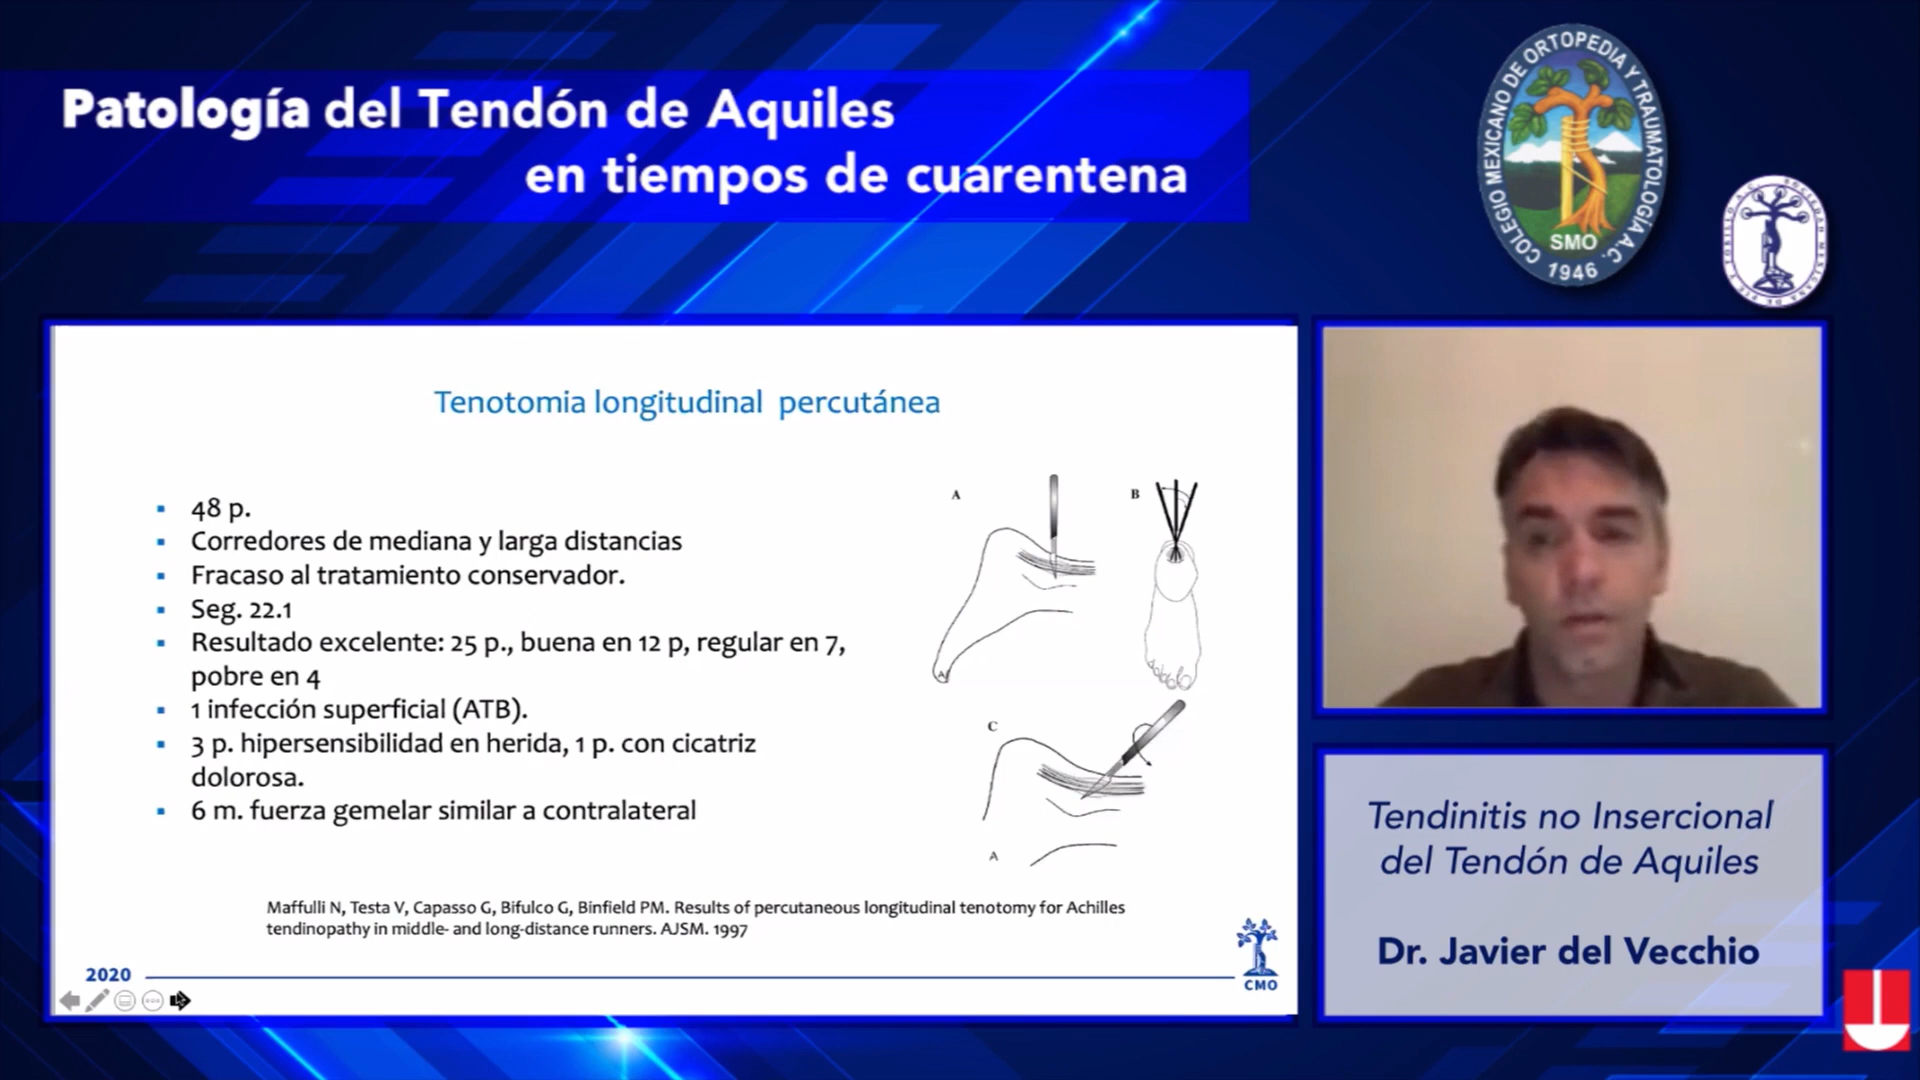 Patología del Tendón de Aquiles
en tiempos de cuarentena
COLEGIO MEXICANO DE ORTOPEDIA Y TRAUMATOLOGÍA A.C.
SMO
1946
Tenotomia longitudinal percutánea
48 p.
Corredores de mediana y larga distancias
Fracaso al tratamiento conservador.
Seg. 22.1
Resultado excelente: 25 p., buena en 12 p, regular en 7,
pobre en 4
1 infección superficial (ATB).
3 p. hipersensibilidad en herida, 1 p. con cicatriz
dolorosa.
6 m. fuerza gemelar similar a contralateral
A
B
A
C
A
Maffulli N, Testa V, Capasso G, Bifulco G, Binfield PM. Results of percutaneous longitudinal tenotomy for Achilles
tendinopathy in middle- and long-distance runners. AJSM. 1997
2020
CMO
Tendinitis no Insercional
del Tendón de Aquiles
Dr. Javier del Vecchio